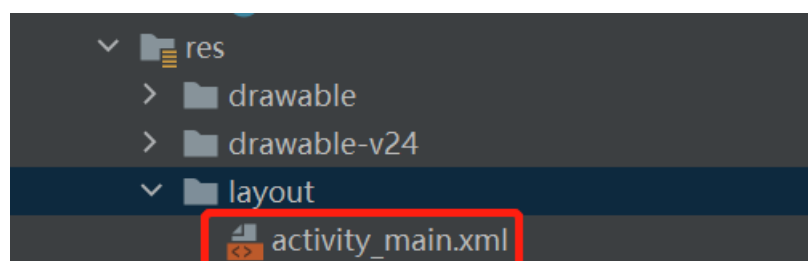 res
drawable
drawable-v24
layout
activity_main.xml